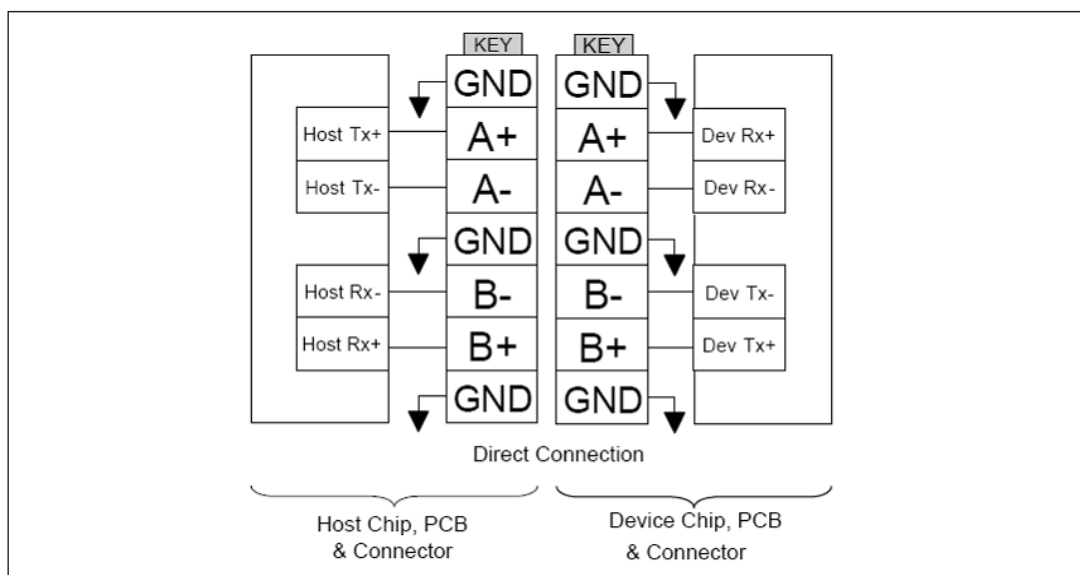 KEY KEY
GND GND
Host Tx+ A+ A+ Dev Rx+
Host Tx- A- A- Dev Rx-
GND GND
Host Rx- B- B- Dev Tx-
Host Rx+ B+ B+ Dev Tx+
GND GND
Direct Connection
Host Chip, PCB
& Connector
Device Chip, PCB
& Connector